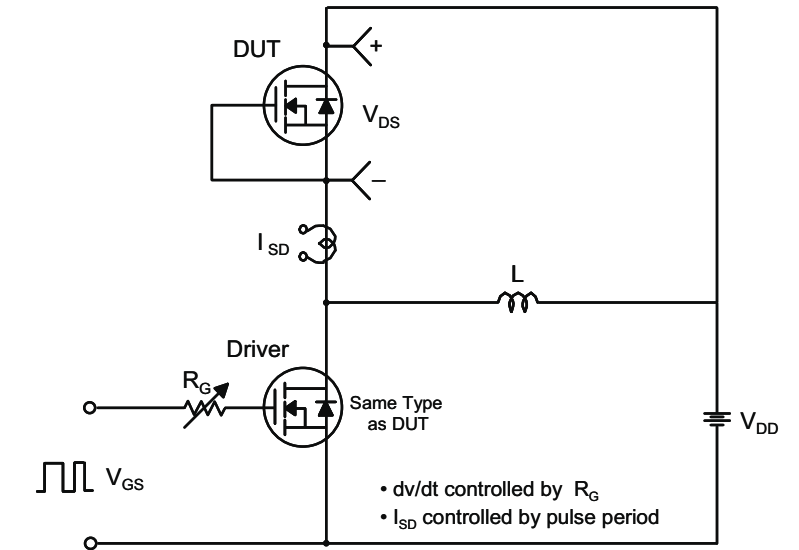 DUT
+
VDS
–
ISD
L
Driver
RG
Same Type
as DUT
VDD
VGS
• dv/dt controlled by RG
• ISD controlled by pulse period